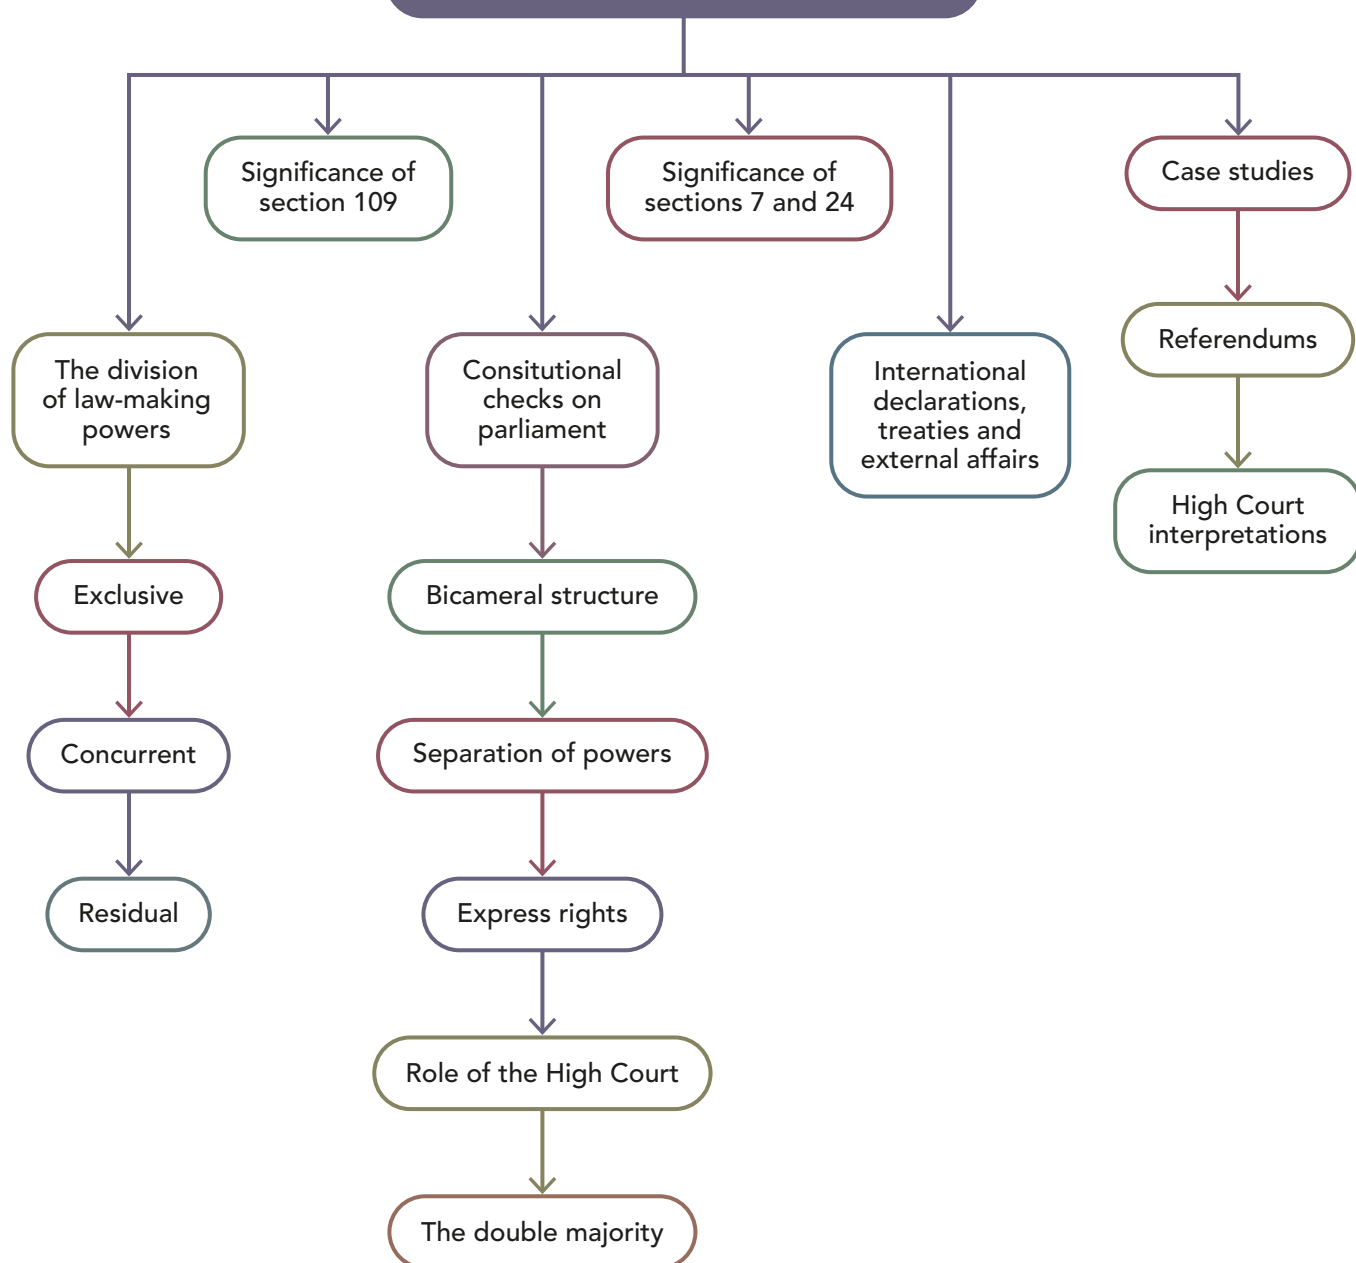 Significance of
section 109
Significance of
sections 7 and 24
Case studies
Referendums
High Court
interpretations
The division
of law-making
powers
Consitutional
checks on
parliament
International
declarations,
treaties and
external affairs
Exclusive
Bicameral structure
Concurrent
Separation of powers
Residual
Express rights
Role of the High Court
The double majority